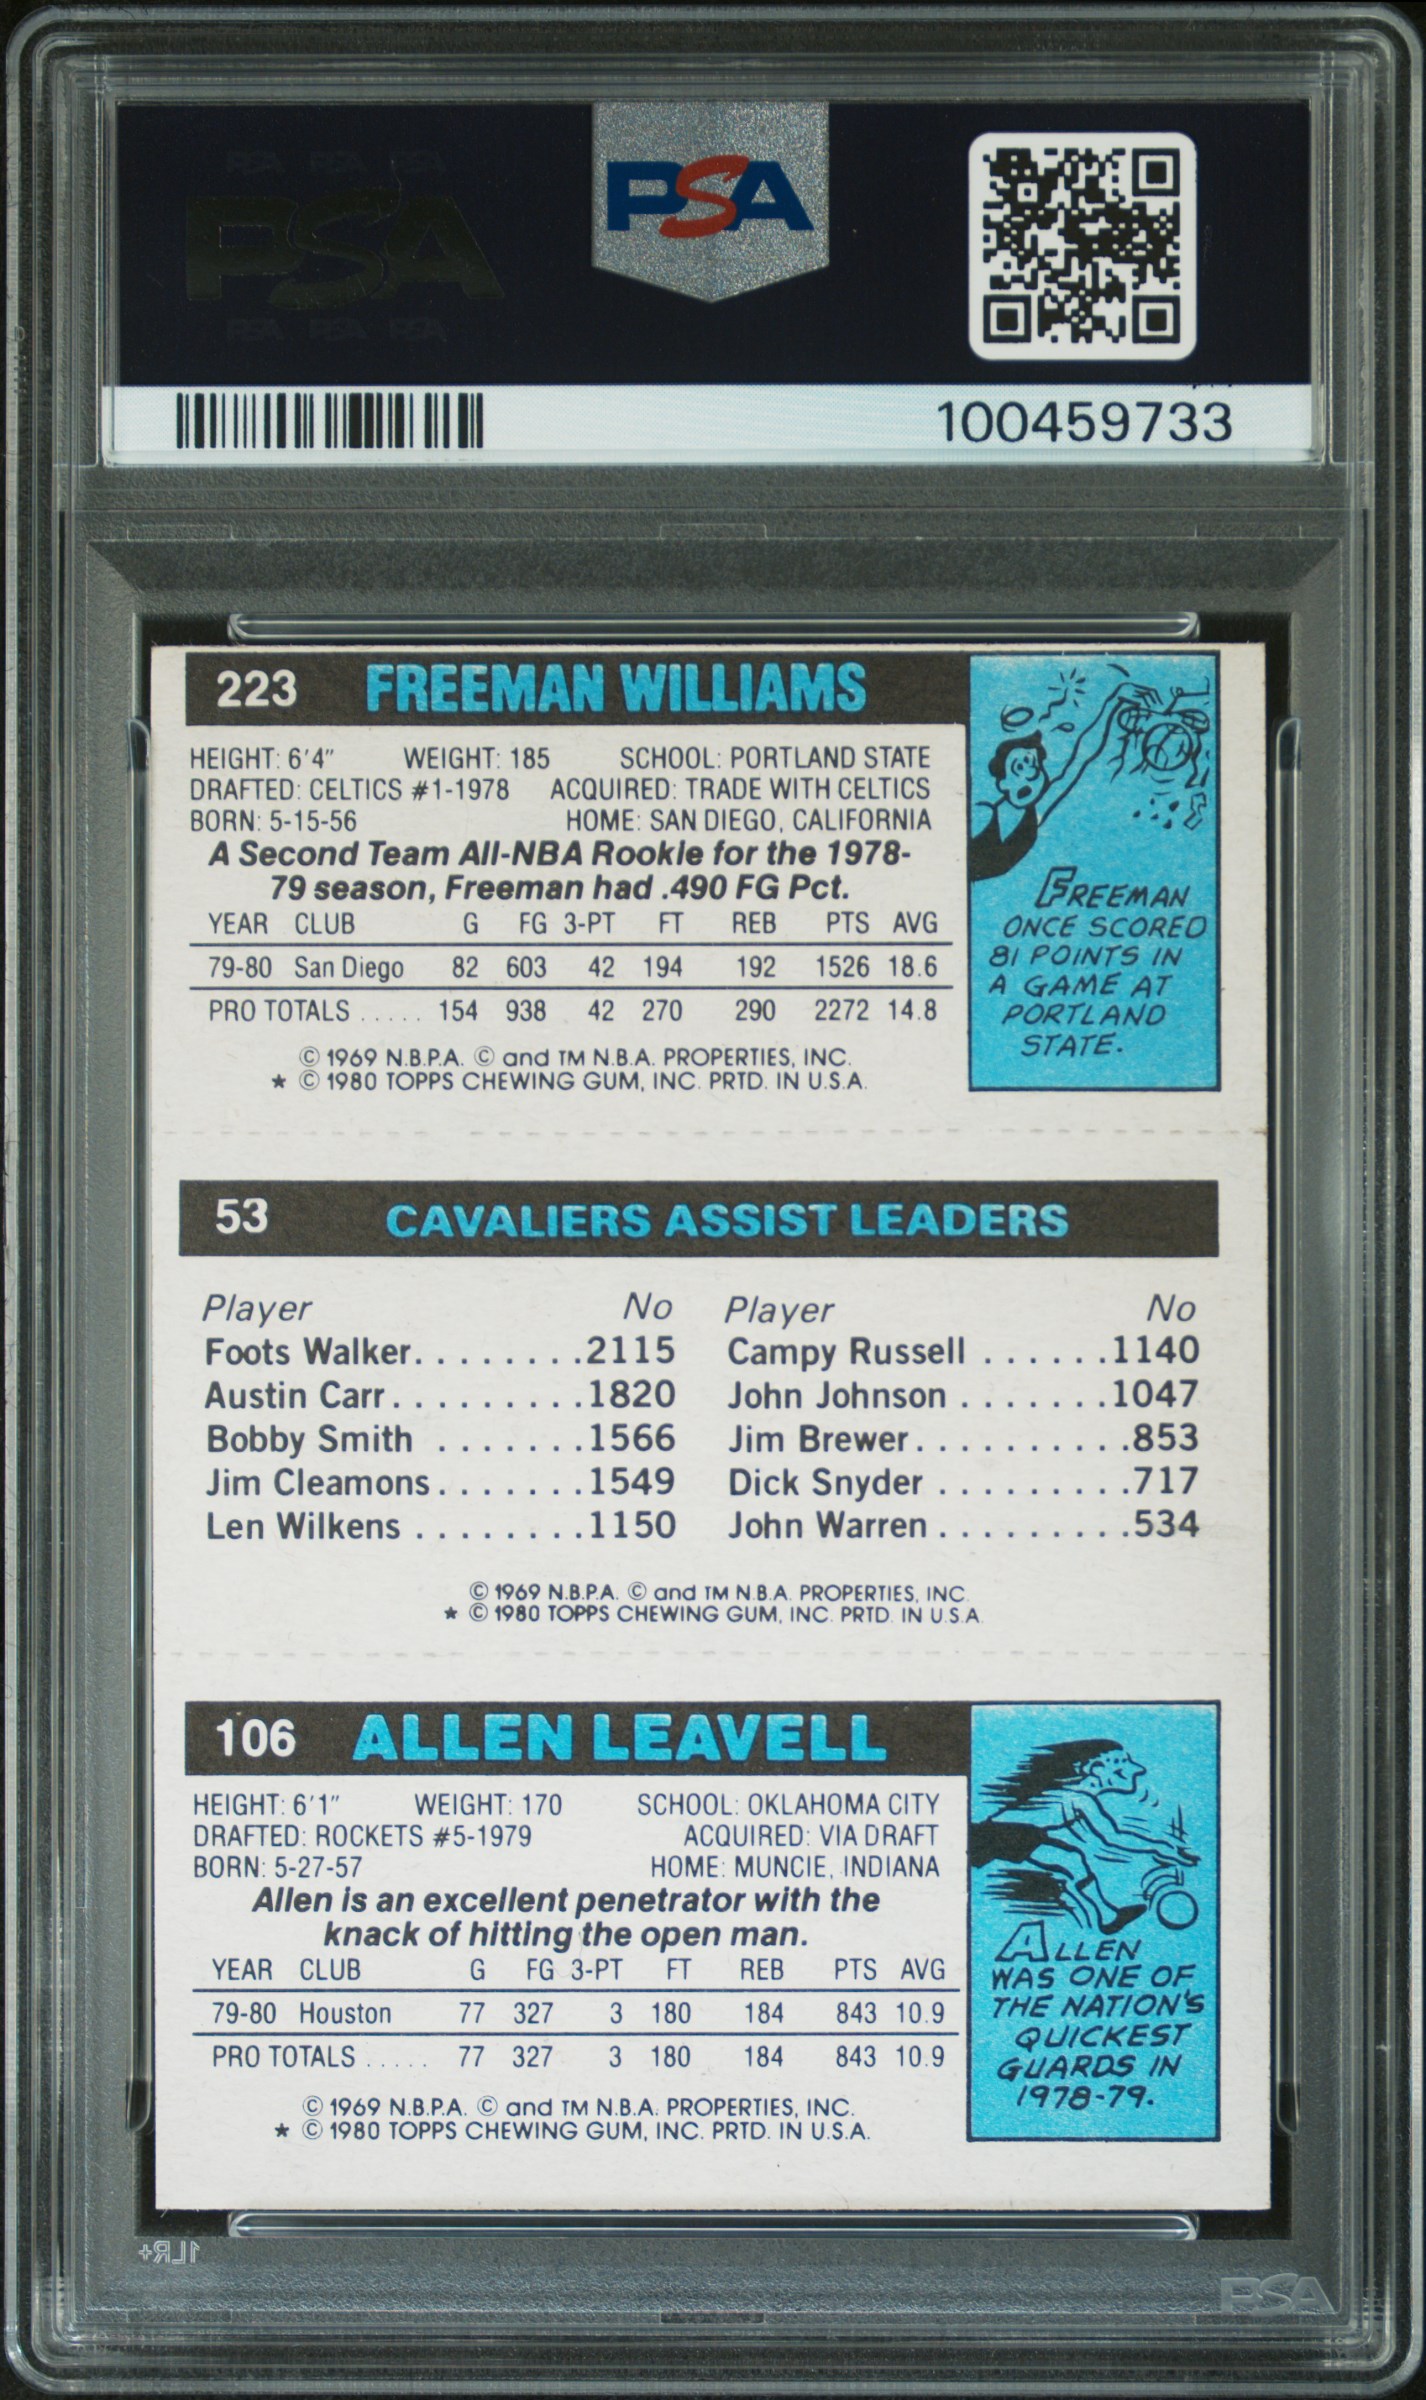 PSA PSA PSA
PSA
PSA PSA PSA
PSA
100459733
223 FREEMAN WILLIAMS
HEIGHT: 6'4" WEIGHT: 185 SCHOOL: PORTLAND STATE
DRAFTED: CELTICS #1-1978 ACQUIRED: TRADE WITH CELTICS
BORN: 5-15-56 HOME: SAN DIEGO, CALIFORNIA
A Second Team All-NBA Rookie for the 1978-
79 season, Freeman had .490 FG Pct.
YEAR CLUB G FG 3-PT FT REB PTS AVG
79-80 San Diego 82 603 42 194 192 1526 18.6
PRO TOTALS ..... 154 938 42 270 290 2272 14.8
© 1969 N.B.P.A. © and TM N.B.A. PROPERTIES, INC.
* © 1980 TOPPS CHEWING GUM, INC. PRTD. IN U.S.A.
FREEMAN
ONCE SCORED
81 POINTS IN
A GAME AT
PORTLAND
STATE.
53 CAVALIERS ASSIST LEADERS
Player No Player No
Foots Walker........2115 Campy Russell ......1140
Austin Carr.........1820 John Johnson .......1047
Bobby Smith .......1566 Jim Brewer..........853
Jim Cleamons.......1549 Dick Snyder .........717
Len Wilkens ........1150 John Warren .........534
© 1969 N.B.P.A. © and TM N.B.A. PROPERTIES, INC.
* © 1980 TOPPS CHEWING GUM, INC. PRTD. IN U.S.A.
106 ALLEN LEAVELL
HEIGHT: 6'1" WEIGHT: 170 SCHOOL: OKLAHOMA CITY
DRAFTED: ROCKETS #5-1979 ACQUIRED: VIA DRAFT
BORN: 5-27-57 HOME: MUNCIE, INDIANA
Allen is an excellent penetrator with the
knack of hitting the open man.
YEAR CLUB G FG 3-PT FT REB PTS AVG
79-80 Houston 77 327 3 180 184 843 10.9
PRO TOTALS ..... 77 327 3 180 184 843 10.9
© 1969 N.B.P.A. © and TM N.B.A. PROPERTIES, INC.
* © 1980 TOPPS CHEWING GUM, INC. PRTD. IN U.S.A.
ALLEN
WAS ONE OF
THE NATION'S
QUICKEST
GUARDS IN
1978-79.
1LR+
PSA